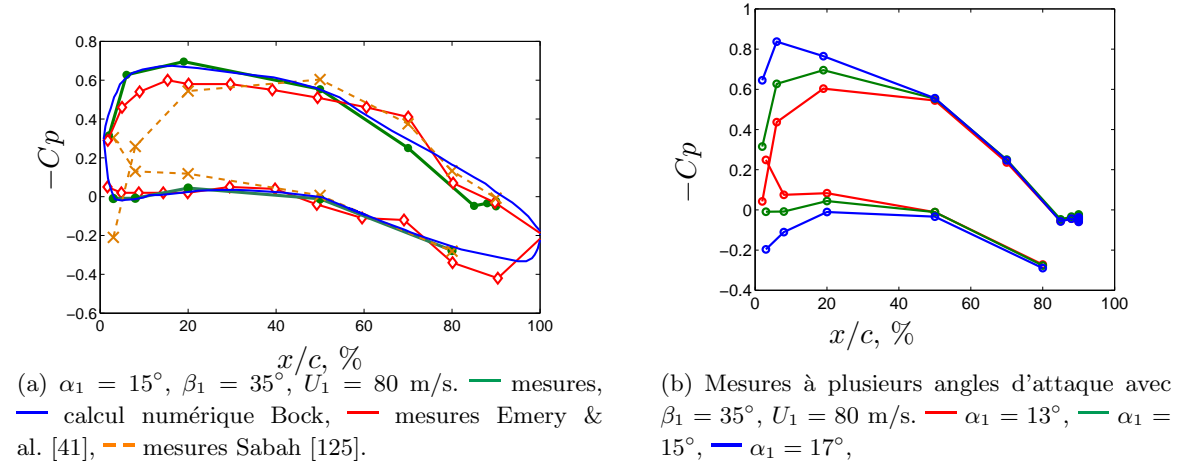 0.8
0.6
0.4
0.2
0
−0.2
−0.4
−0.6
−Cp
0 20 40 60 80 100
x/c, %
(a) α₁ = 15°, β₁ = 35°, U₁ = 80 m/s. mesures,
calcul numérique Bock, mesures Emery &
al. [41], mesures Sabah [125].
1
0.8
0.6
0.4
0.2
0
−0.2
−0.4
−Cp
0 20 40 60 80 100
x/c, %
(b) Mesures à plusieurs angles d'attaque avec
β₁ = 35°, U₁ = 80 m/s. α₁ = 13°, α₁ =
15°, α₁ = 17°,